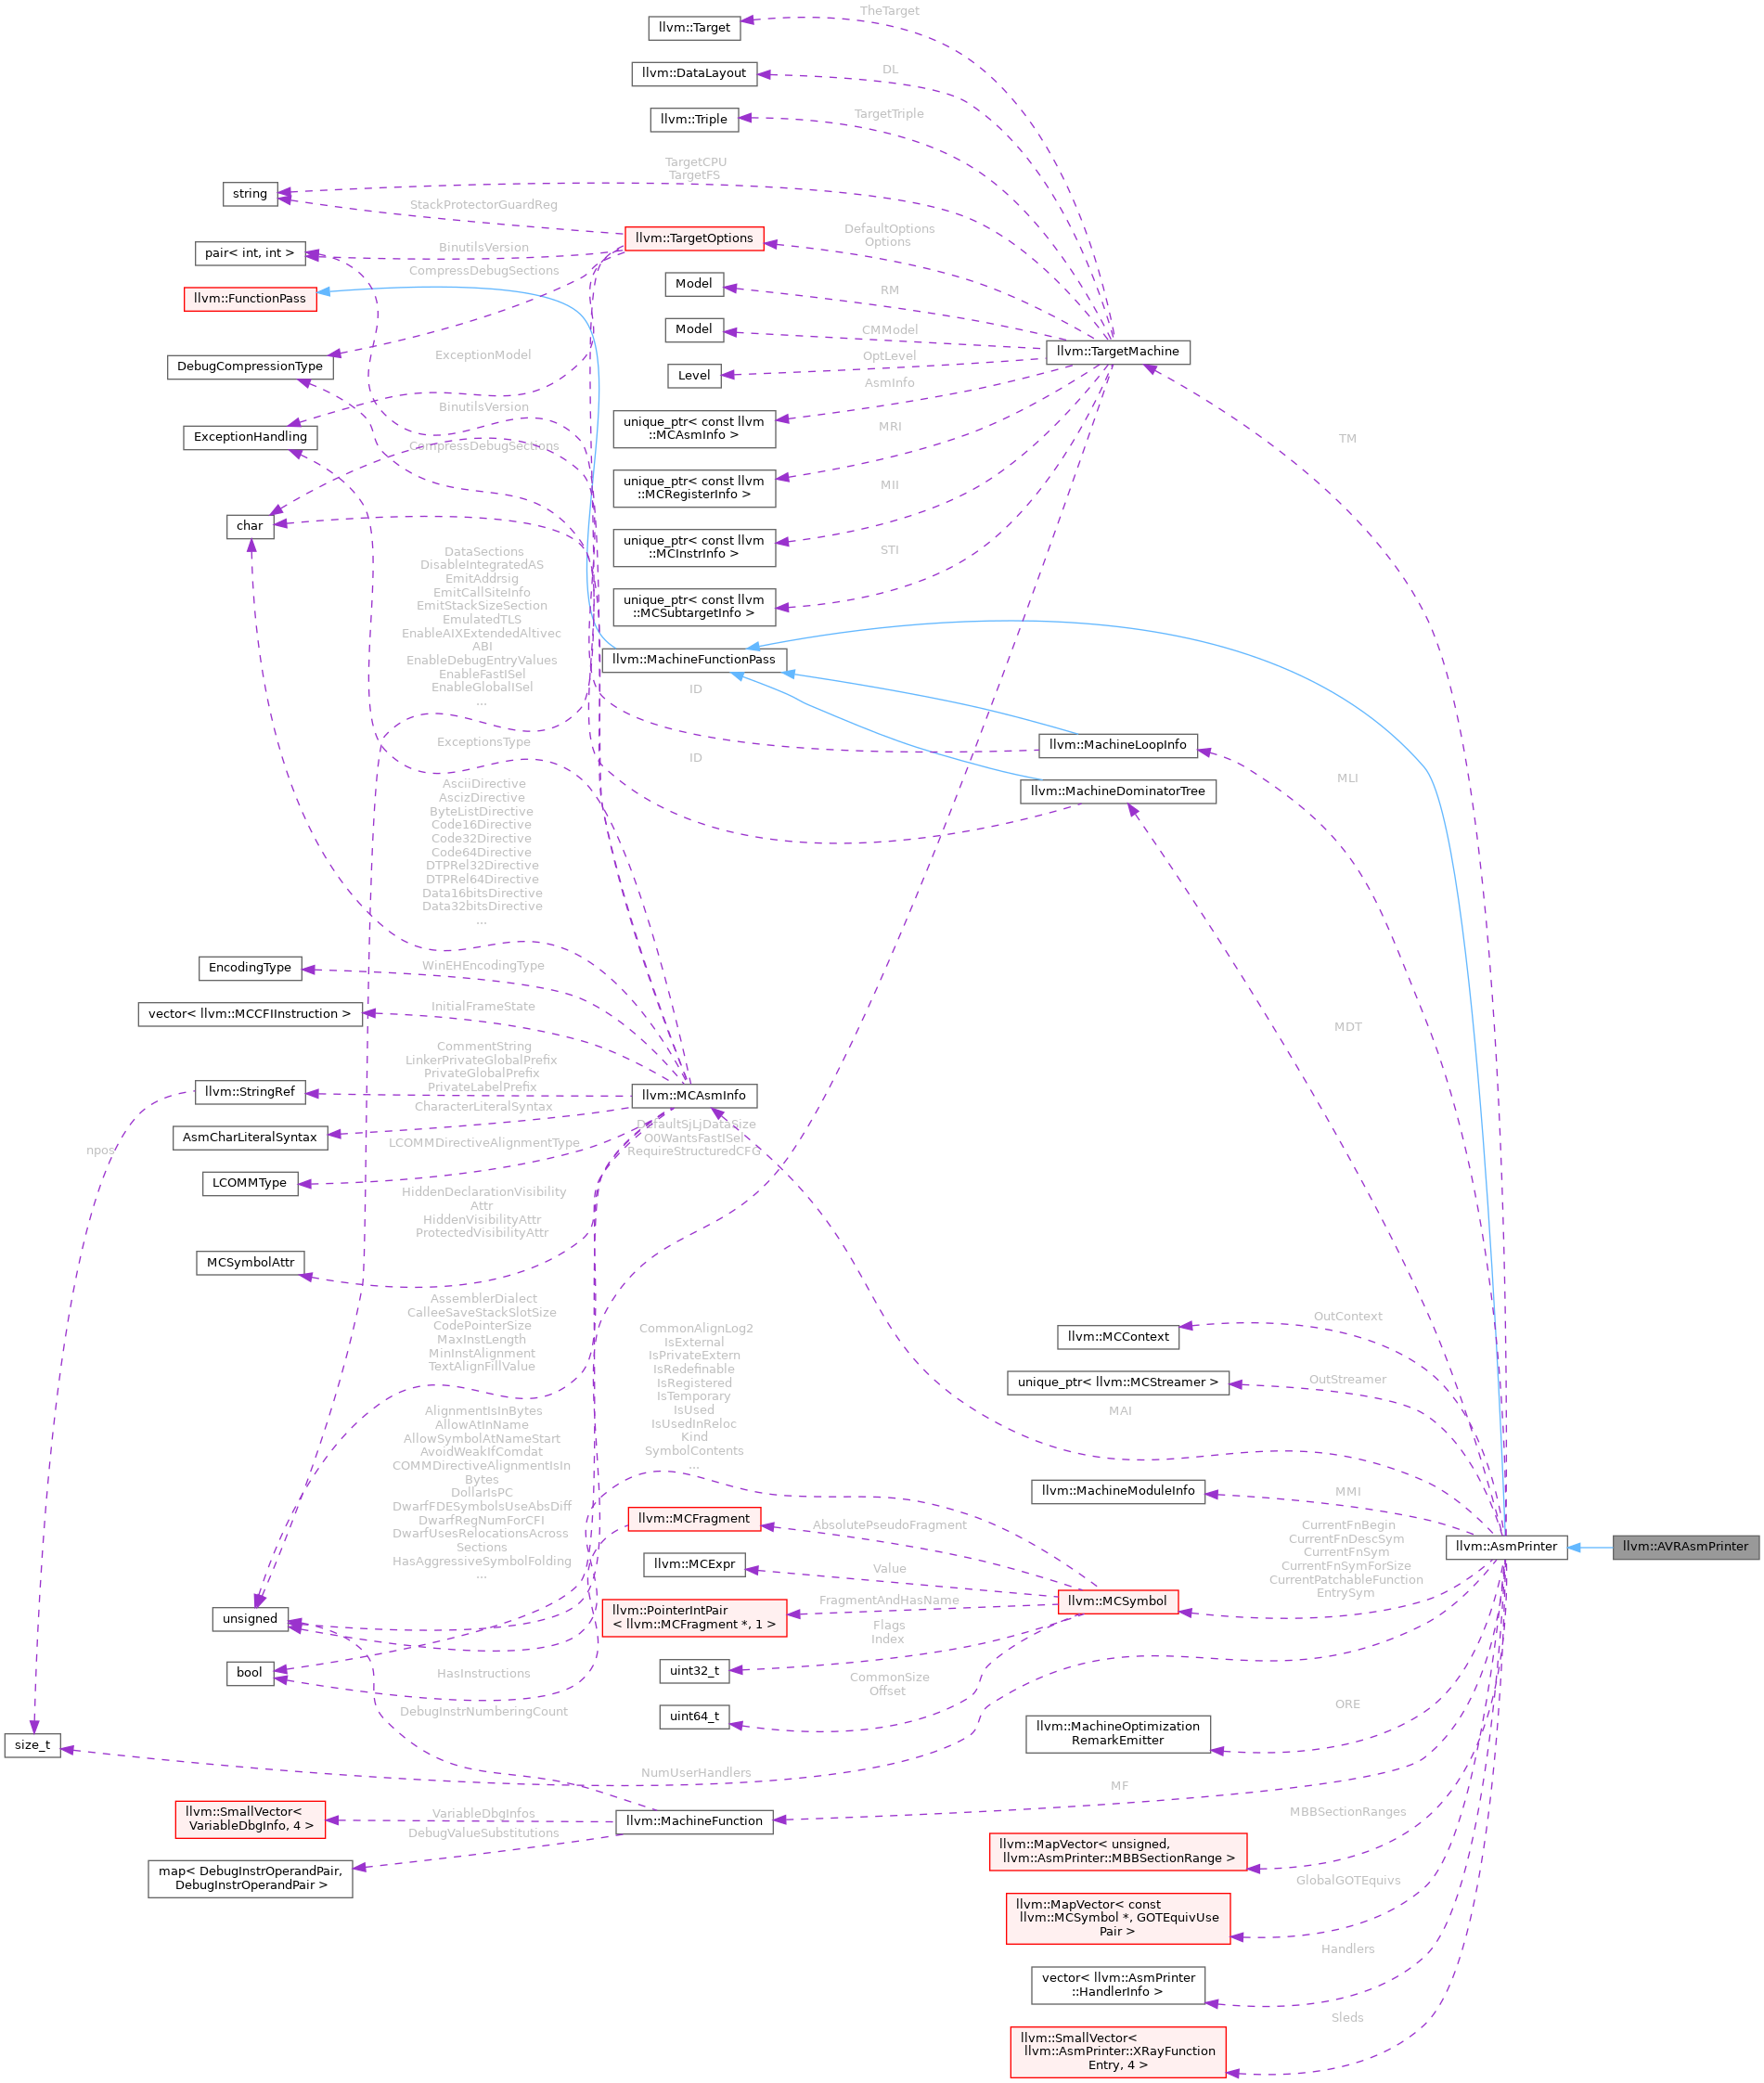 TheTarget
llvm::Target
DL
llvm::DataLayout
TargetTriple
llvm::Triple
TargetCPU
TargetFS
string
StackProtectorGuardReg
DefaultOptions
Options
llvm::TargetOptions
BinutilsVersion
pair< int, int >
CompressDebugSections
Model
RM
llvm::FunctionPass
Model
CMModel
ExceptionModel
OptLevel
llvm::TargetMachine
DebugCompressionType
Level
AsmInfo
BinutilsVersion
unique_ptr< const llvm
::MCAsmInfo >
MRI
TM
ExceptionHandling
CompressDebugSections
unique_ptr< const llvm
::MCRegisterInfo >
MII
char
unique_ptr< const llvm
::MCInstrInfo >
STI
DataSections
DisableIntegratedAS
EmitAddrsig
EmitCallSiteInfo
EmitStackSizeSection
EmulatedTLS
EnableAIXExtendedAltivec
ABI
EnableDebugEntryValues
EnableFastISel
EnableGlobalISel
...
unique_ptr< const llvm
::MCSubtargetInfo >
llvm::MachineFunctionPass
ID
ExceptionsType
llvm::MachineLoopInfo
ID
MLI
llvm::MachineDominatorTree
AsciiDirective
AscizDirective
ByteListDirective
Code16Directive
Code32Directive
Code64Directive
DTPRel32Directive
DTPRel64Directive
Data16bitsDirective
Data32bitsDirective
...
EncodingType
WinEHEncodingType
vector< llvm::MCCFIInstruction >
InitialFrameState
MDT
CommentString
LinkerPrivateGlobalPrefix
PrivateGlobalPrefix
PrivateLabelPrefix
llvm::StringRef
llvm::MCAsmInfo
CharacterLiteralSyntax
AsmCharLiteralSyntax
DefaultSjLjDataSize
O0WantsFastISel
RequireStructuredCFG
npos
LCOMMDirectiveAlignmentType
LCOMMType
HiddenDeclarationVisibility
Attr
HiddenVisibilityAttr
ProtectedVisibilityAttr
MCSymbolAttr
AssemblerDialect
CalleeSaveStackSlotSize
CodePointerSize
MaxInstLength
MinInstAlignment
TextAlignFillValue
OutContext
llvm::MCContext
CommonAlignLog2
IsExternal
IsPrivateExtern
IsRedefinable
IsRegistered
IsTemporary
IsUsed
IsUsedInReloc
Kind
SymbolContents
...
OutStreamer
unique_ptr< llvm::MCStreamer >
MAI
AlignmentIsInBytes
AllowAtInName
AllowSymbolAtNameStart
AvoidWeakIfComdat
COMMDirectiveAlignmentIsIn
Bytes
DollarIsPC
DwarfFDESymbolsUseAbsDiff
DwarfRegNumForCFI
DwarfUsesRelocationsAcross
Sections
HasAggressiveSymbolFolding
...
llvm::MachineModuleInfo
MMI
llvm::MCFragment
AbsolutePseudoFragment
CurrentFnBegin
CurrentFnDescSym
CurrentFnSym
CurrentFnSymForSize
CurrentPatchableFunction
EntrySym
llvm::AsmPrinter
llvm::AVRAsmPrinter
llvm::MCExpr
Value
FragmentAndHasName
llvm::MCSymbol
llvm::PointerIntPair
< llvm::MCFragment *, 1 >
unsigned
Flags
Index
uint32_t
bool
HasInstructions
CommonSize
Offset
DebugInstrNumberingCount
uint64_t
ORE
llvm::MachineOptimization
RemarkEmitter
size_t
NumUserHandlers
MF
llvm::SmallVector<
VariableDbgInfo, 4 >
VariableDbgInfos
llvm::MachineFunction
MBBSectionRanges
DebugValueSubstitutions
llvm::MapVector< unsigned,
llvm::AsmPrinter::MBBSectionRange >
map< DebugInstrOperandPair,
DebugInstrOperandPair >
GlobalGOTEquivs
llvm::MapVector< const
llvm::MCSymbol *, GOTEquivUse
Pair >
Handlers
vector< llvm::AsmPrinter
::HandlerInfo >
Sleds
llvm::SmallVector<
llvm::AsmPrinter::XRayFunction
Entry, 4 >